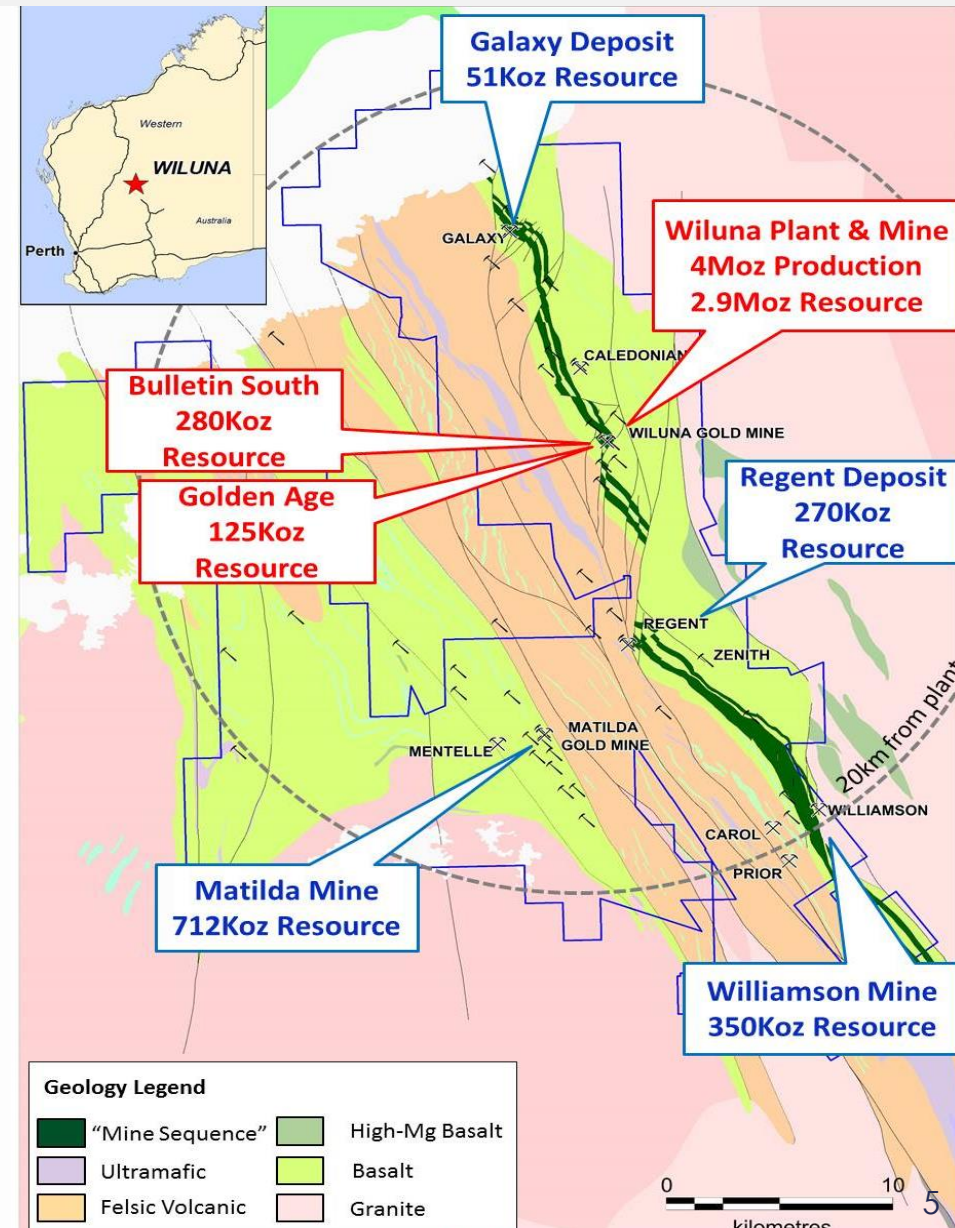 Western
WILUNA
Australia
Perth
Galaxy Deposit
51Koz Resource
GALAXY
Wiluna Plant & Mine
4Moz Production
2.9Moz Resource
CALEDONIAN
Bulletin South
280Koz
Resource
WILUNA GOLD MINE
Golden Age
125Koz
Resource
Regent Deposit
270Koz
Resource
REGENT
ZENITH
20km from plant
MATILDA
GOLD MINE
MENTELLE
WILLIAMSON
CAROL
PRIOR
Matilda Mine
712Koz Resource
Williamson Mine
350Koz Resource
Geology Legend
"Mine Sequence"
High-Mg Basalt
Ultramafic
Basalt
Felsic Volcanic
Granite
0
10
kilometres
5